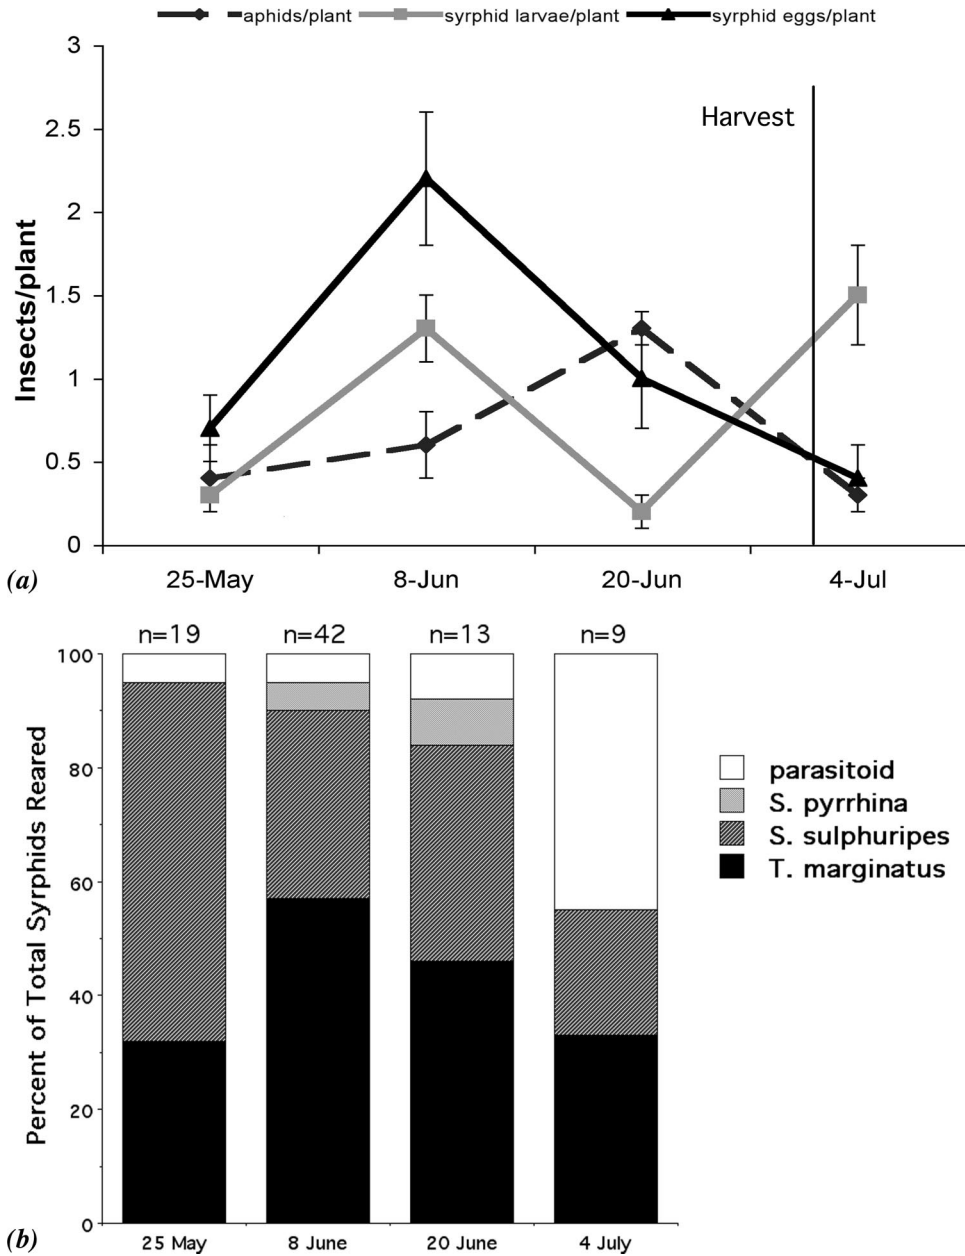 aphids/plant syrphid larvae/plant syrphid eggs/plant
3
Harvest
2.5
2
1.5
1
0.5
0
Insects/plant
25-May 8-Jun 20-Jun 4-Jul
(a)
n=19 n=42 n=13 n=9
100
80
60
40
20
0
Percent of Total Syrphids Reared
parasitoid
S. pyrrhina
S. sulphuripes
T. marginatus
25 May 8 June 20 June 4 July
(b)